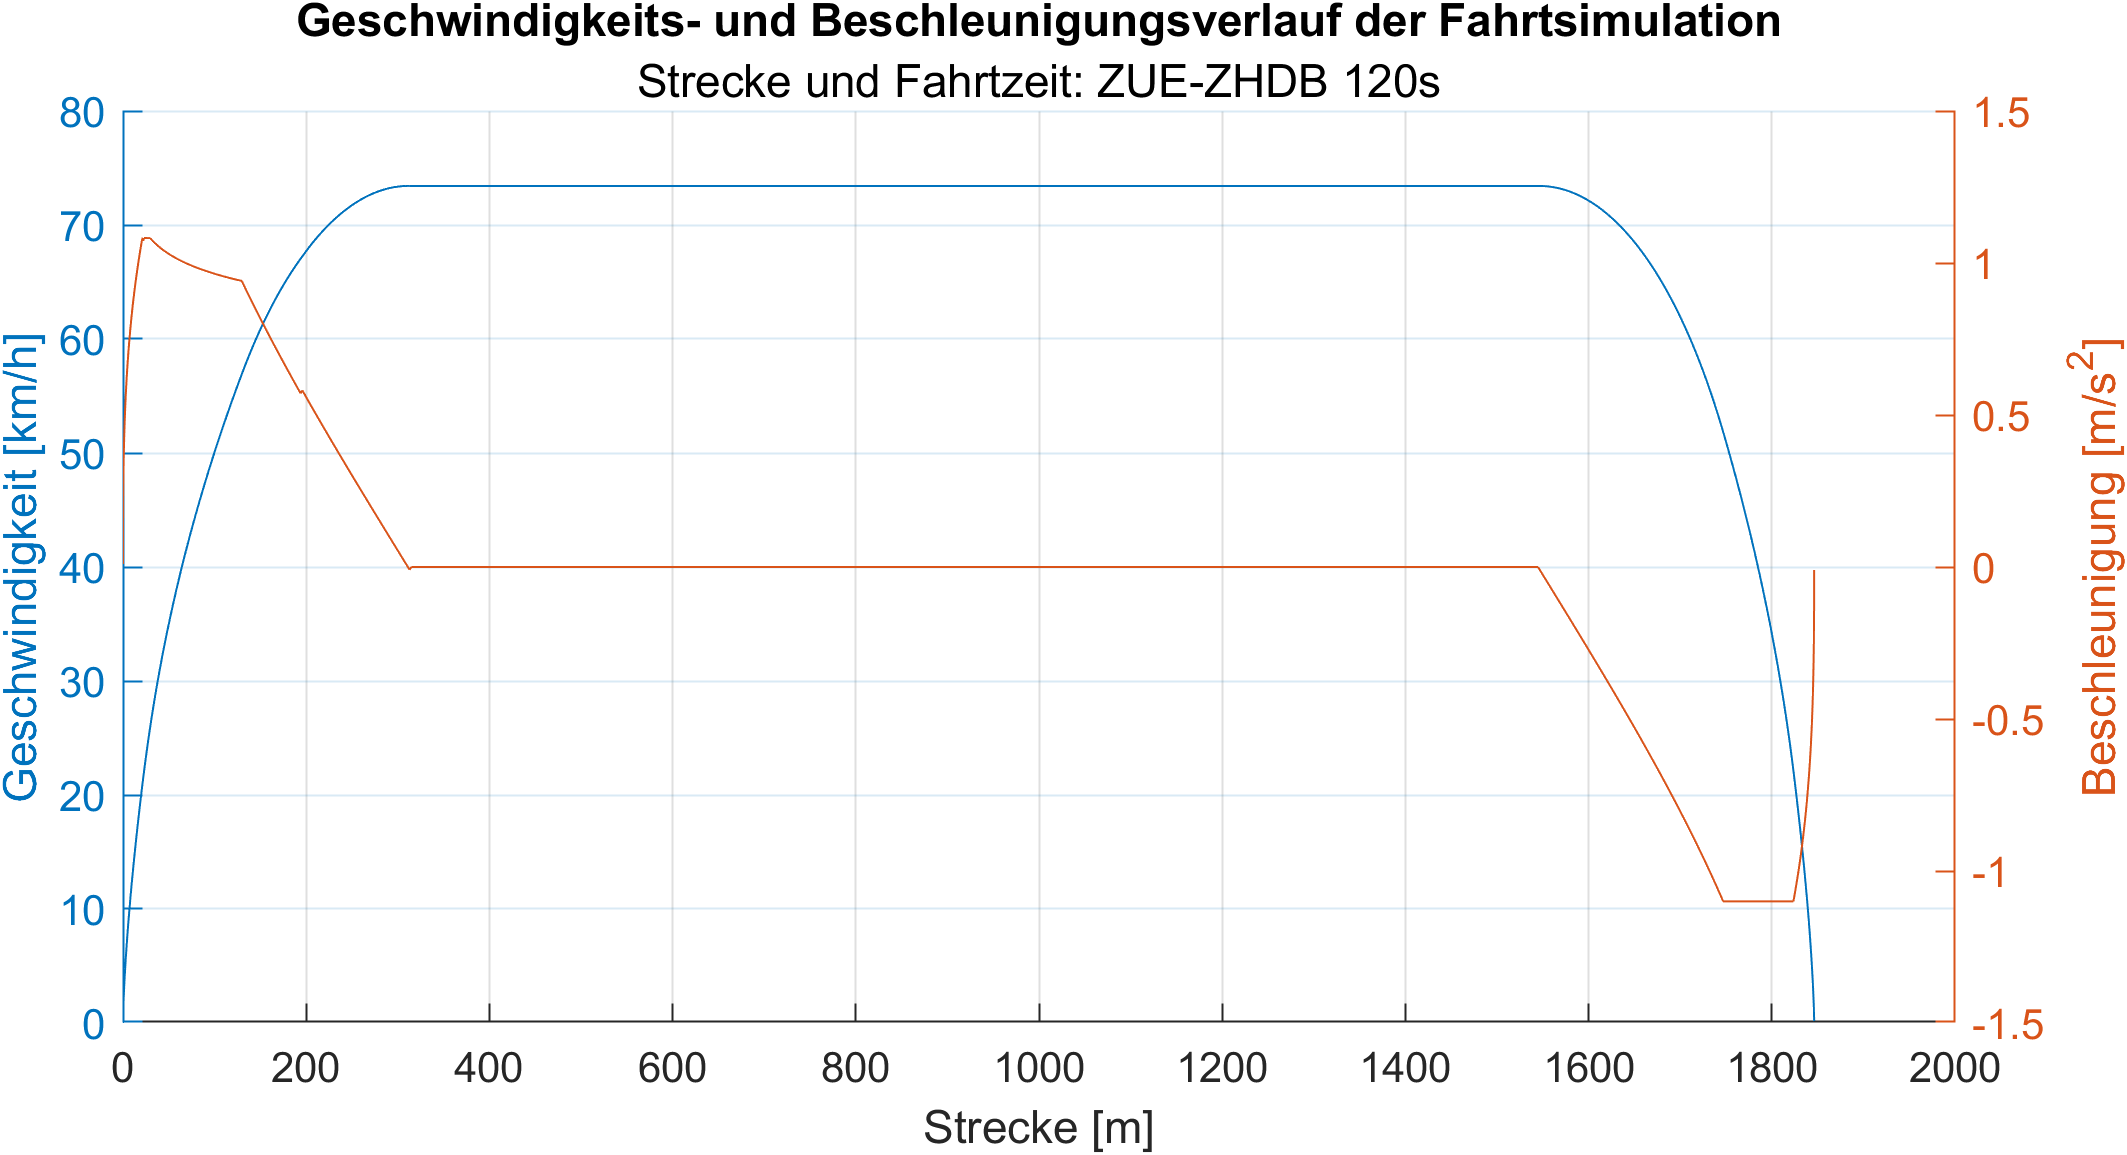 Geschwindigkeits- und Beschleunigungsverlauf der Fahrtsimulation
Strecke und Fahrtzeit: ZUE-ZHDB 120s
Geschwindigkeit [km/h]
80
70
60
50
40
30
20
10
0
1.5
1
0.5
0
-0.5
-1
-1.5
Beschleunigung [m/s²]
0 200 400 600 800 1000 1200 1400 1600 1800 2000
Strecke [m]